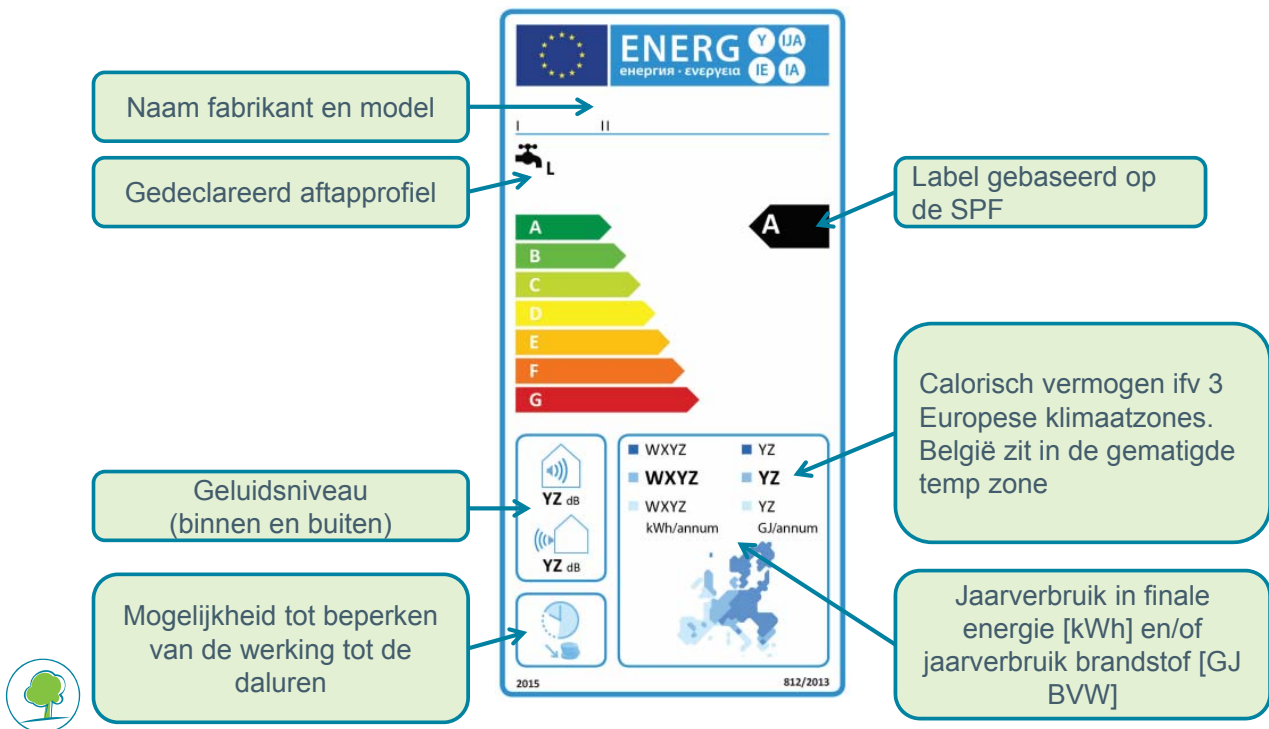 ENERG
енергия · ενεργεια
Y IJA
IE IA
Naam fabrikant en model
I II
Gedeclareerd aftapprofiel
L
Label gebaseerd op
de SPF
A
A
B
C
D
E
F
G
Calorisch vermogen ifv 3
Europese klimaatzones.
België zit in de gematigde
temp zone
Geluidsniveau
(binnen en buiten)
YZ dB
YZ dB
WXYZ YZ
WXYZ YZ
WXYZ YZ
kWh/annum GJ/annum
Mogelijkheid tot beperken
van de werking tot de
daluren
Jaarverbruik in finale
energie [kWh] en/of
jaarverbruik brandstof [GJ
BVW]
2015 812/2013